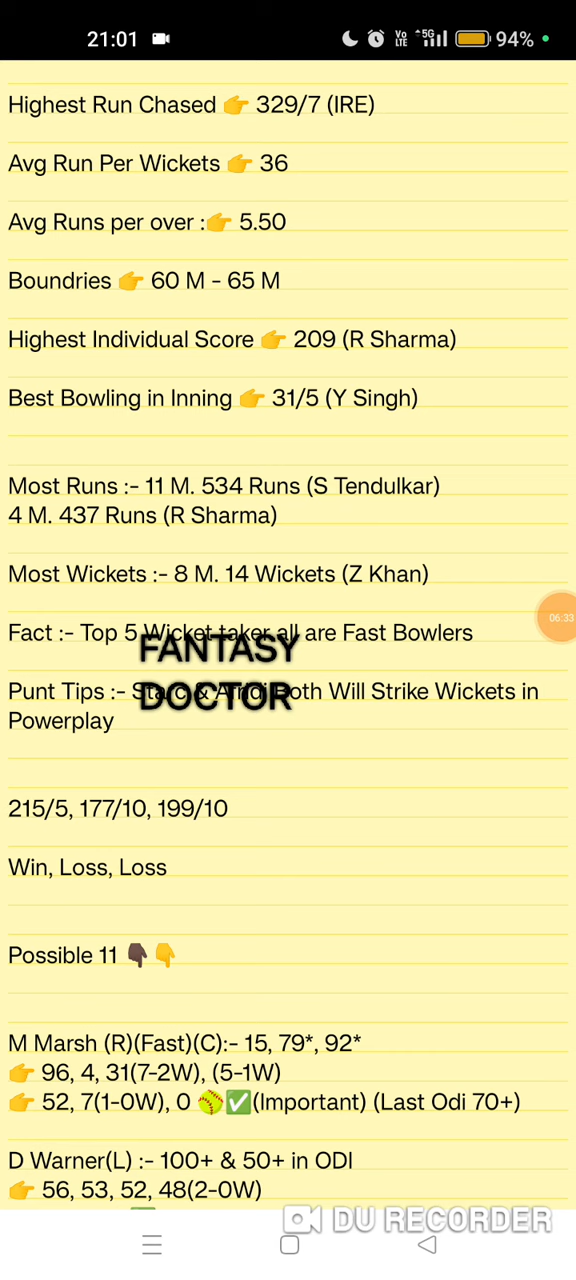 21:01
Vo LTE 5G 94%
Highest Run Chased 👉 329/7 (IRE)
Avg Run Per Wickets 👉 36
Avg Runs per over :👉 5.50
Boundries 👉 60 M - 65 M
Highest Individual Score 👉 209 (R Sharma)
Best Bowling in Inning 👉 31/5 (Y Singh)
Most Runs :- 11 M. 534 Runs (S Tendulkar)
4 M. 437 Runs (R Sharma)
Most Wickets :- 8 M. 14 Wickets (Z Khan)
06:33
Fact :- Top 5 Wicket taker all are Fast Bowlers
FANTASY
DOCTOR
Punt Tips :- Starc & Afridi Both Will Strike Wickets in
Powerplay
215/5, 177/10, 199/10
Win, Loss, Loss
Possible 11 👇🏿👇
M Marsh (R)(Fast)(C):- 15, 79*, 92*
👉 96, 4, 31(7-2W), (5-1W)
👉 52, 7(1-0W), 0 🥎✅(Important) (Last Odi 70+)
D Warner(L) :- 100+ & 50+ in ODI
👉 56, 53, 52, 48(2-0W)
DU RECORDER